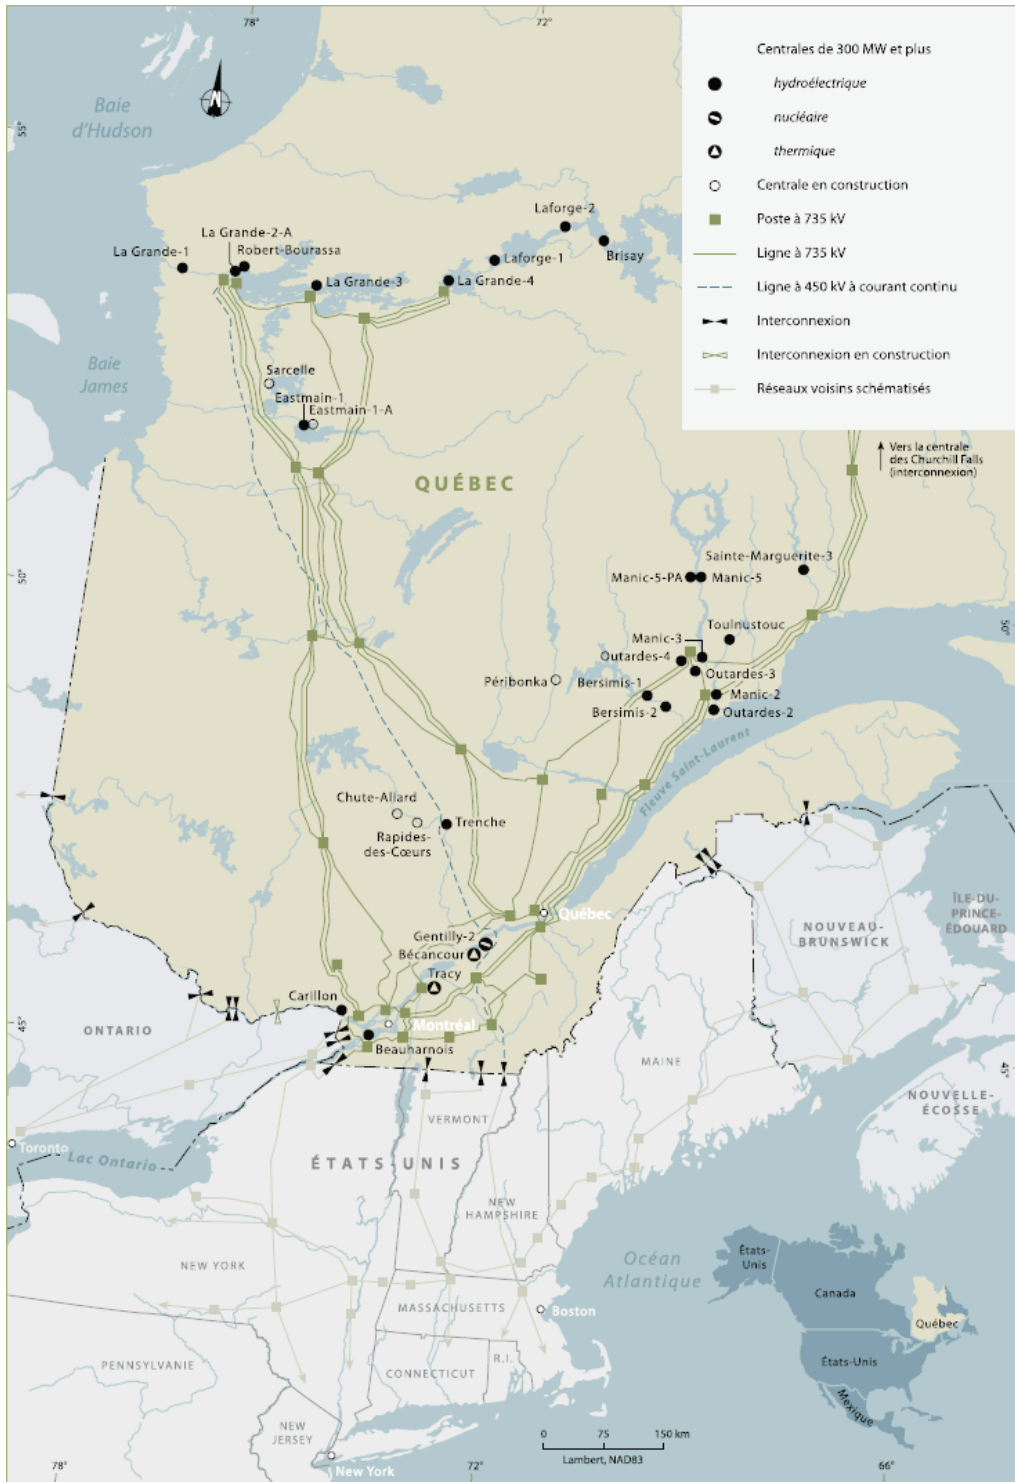 78°
72°
Centrales de 300 MW et plus
hydroélectrique
nucléaire
thermique
Centrale en construction
Poste à 735 kV
Ligne à 735 kV
Ligne à 450 kV à courant continu
Interconnexion
Interconnexion en construction
Réseaux voisins schématisés
N
Baie
d'Hudson
55°
Laforge-2
La Grande-2-A
Robert-Bourassa
La Grande-1
Brisay
Laforge-1
La Grande-3
La Grande-4
Baie
James
Sarcelle
Eastmain-1
Eastmain-1-A
Vers la centrale
des Churchill Falls
(interconnexion)
QUÉBEC
Sainte-Marguerite-3
50°
Manic-5-PA
Manic-5
Toulnustouc
50°
Manic-3
Outardes-4
Outardes-3
Péribonka
Bersimis-1
Manic-2
Bersimis-2
Outardes-2
Fleuve Saint-Laurent
Chute-Allard
Trenche
Rapides-
des-Cœurs
Québec
ÎLE-DU-
PRINCE-
ÉDOUARD
NOUVEAU-
BRUNSWICK
Gentilly-2
Bécancour
Tracy
Carillon
45°
ONTARIO
Montréal
Beauharnois
MAINE
45°
NOUVELLE-
ÉCOSSE
VERMONT
Toronto
Lac Ontario
ÉTATS-UNIS
NEW
HAMPSHIRE
NEW YORK
Océan
Atlantique
États-
Unis
Canada
Québec
MASSACHUSETTS
Boston
PENNSYLVANIE
CONNECTICUT
R.I.
États-Unis
Mexique
NEW
JERSEY
0
75
150 km
Lambert, NAD83
New York
78°
72°
66°